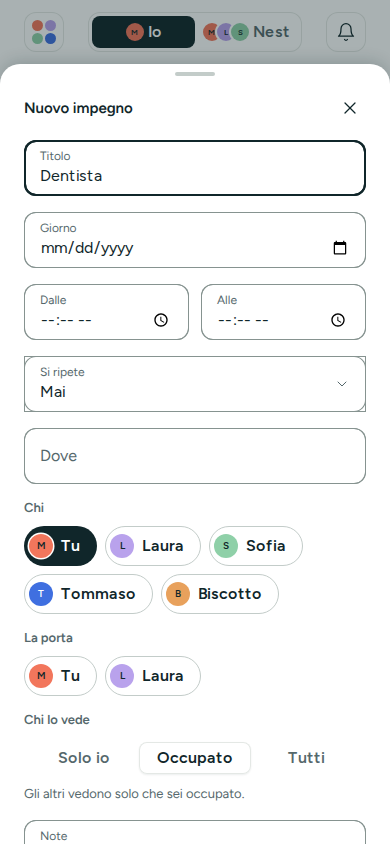 M Io M L S Nest
Nuovo impegno
Titolo
Dentista
Giorno
mm/dd/yyyy
Dalle Alle
--:-- -- --:-- --
Si ripete
Mai
Dove
Chi
M Tu L Laura S Sofia
T Tommaso B Biscotto
La porta
M Tu L Laura
Chi lo vede
Solo io Occupato Tutti
Gli altri vedono solo che sei occupato.
Note